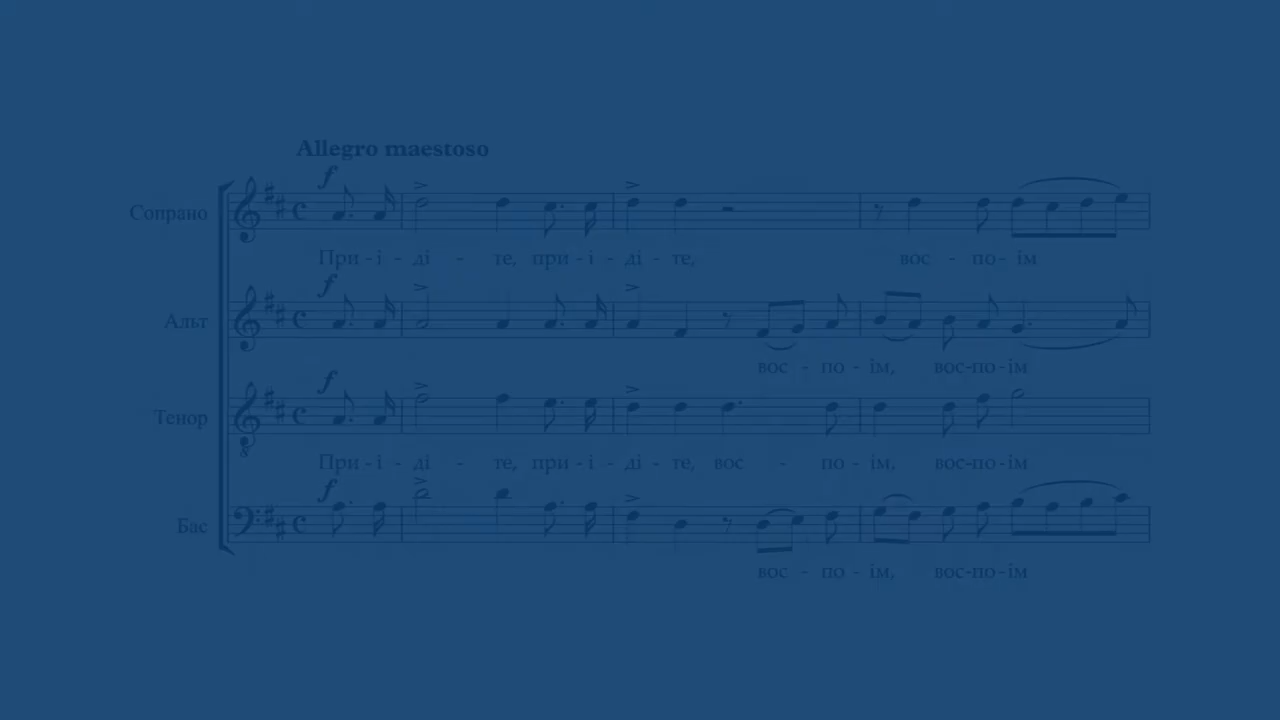 Allegro maestoso
f
Сопрано
При - і - ді - те, при - і - ді - те, вос - по - ім
f
Альт
вос - по - ім, вос-по-ім
f
Тенор
8
При - і - ді - те, при - і - ді - те, вос - по - ім, вос-по-ім
f
Бас
вос - по - ім, вос-по-ім